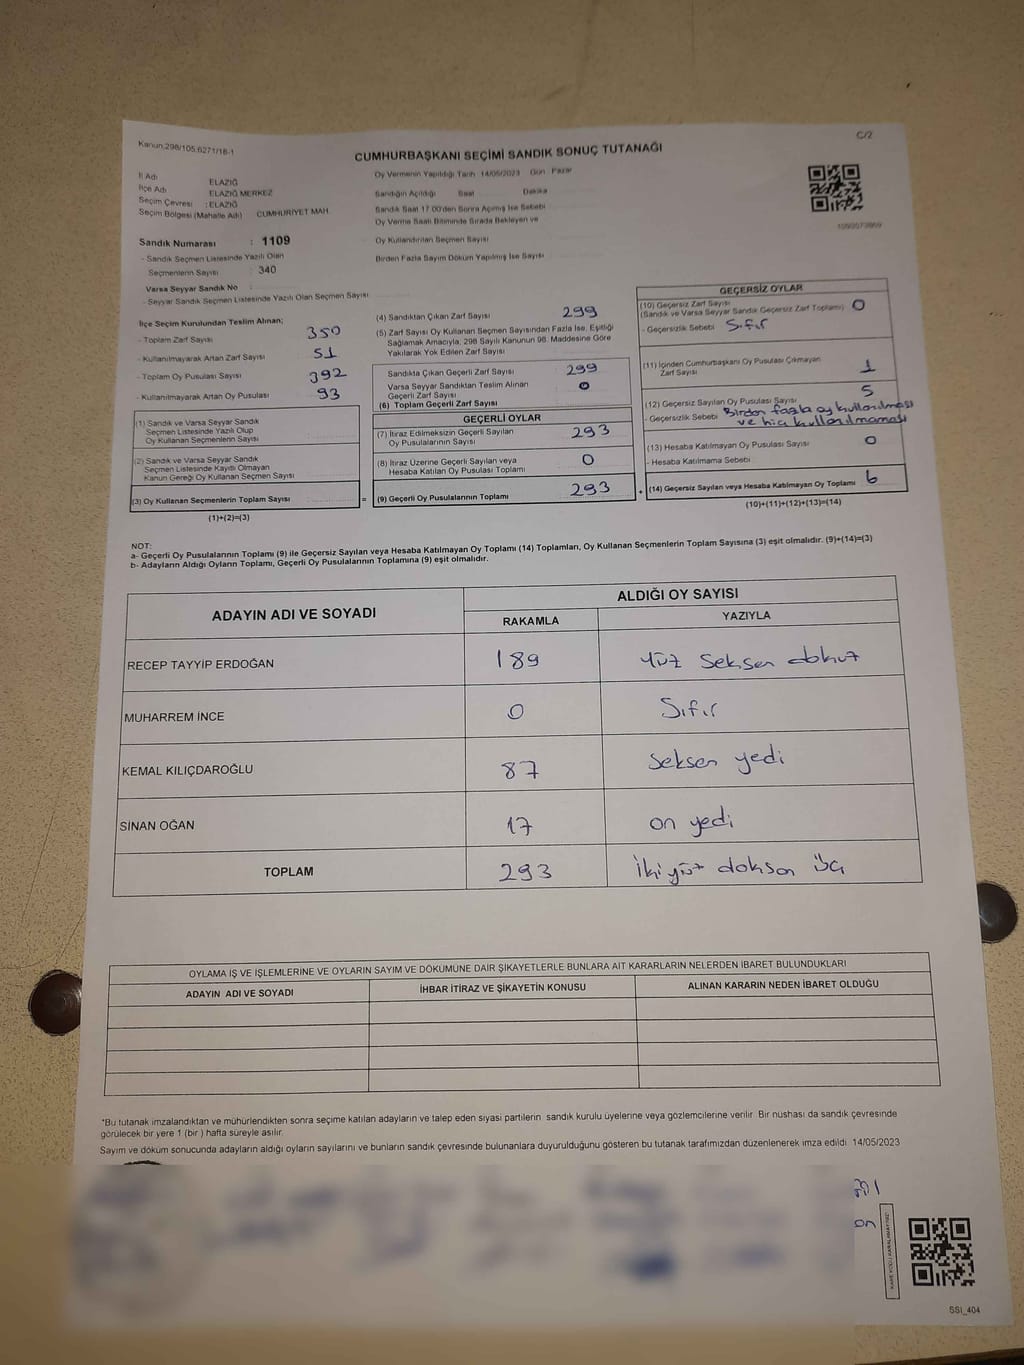 Kanun;298/105,6271/18-1
C/2
CUMHURBAŞKANI SEÇİMİ SANDIK SONUÇ TUTANAĞI
İl Adı ELAZIĞ
İlçe Adı ELAZIĞ MERKEZ
Seçim Çevresi : ELAZIĞ
Seçim Bölgesi (Mahalle Adı) CUMHURİYET MAH.
Sandık Numarası : 1109
- Sandık Seçmen Listesinde Yazılı Olan
Seçmenlerin Sayısı : 340
Varsa Seyyar Sandık No
- Seyyar Sandık Seçmen Listesinde Yazılı Olan Seçmen Sayısı
Oy Vermenin Yapıldığı Tarih 14/05/2023 Gün Pazar
Sandığın Açıldığı Saat Dakika
Sandık Saat 17.00'den Sonra Açılmış İse Sebebi
Oy Verme Saati Bitiminde Sırada Bekleyen ve
Oy Kullandırılan Seçmen Sayısı
Birden Fazla Sayım Döküm Yapılmış İse Sayısı
İlçe Seçim Kurulundan Teslim Alınan;
- Toplam Zarf Sayısı 350
- Kullanılmayarak Artan Zarf Sayısı 51
- Toplam Oy Pusulası Sayısı 392
- Kullanılmayarak Artan Oy Pusulası 93
(1) Sandık ve Varsa Seyyar Sandık
Seçmen Listesinde Yazılı Olup
Oy Kullanan Seçmenlerin Sayısı
(2) Sandık ve Varsa Seyyar Sandık
Seçmen Listesinde Kayıtlı Olmayan
Kanun Gereği Oy Kullanan Seçmen Sayısı
(3) Oy Kullanan Seçmenlerin Toplam Sayısı =
(1)+(2)=(3)
(4) Sandıktan Çıkan Zarf Sayısı 299
(5) Zarf Sayısı Oy Kullanan Seçmen Sayısından Fazla İse, Eşitliği
Sağlamak Amacıyla, 298 Sayılı Kanunun 98. Maddesine Göre
Yakılarak Yok Edilen Zarf Sayısı
Sandıkta Çıkan Geçerli Zarf Sayısı 299
Varsa Seyyar Sandıktan Teslim Alınan
Geçerli Zarf Sayısı 0
(6) Toplam Geçerli Zarf Sayısı
GEÇERLİ OYLAR
(7) İtiraz Edilmeksizin Geçerli Sayılan
Oy Pusulalarının Sayısı 293
(8) İtiraz Üzerine Geçerli Sayılan veya
Hesaba Katılan Oy Pusulası Toplamı 0
(9) Geçerli Oy Pusulalarının Toplamı 293 +
GEÇERSİZ OYLAR
(10) Geçersiz Zarf Sayısı
(Sandık ve Varsa Seyyar Sandık Geçersiz Zarf Toplamı) 0
- Geçersizlik Sebebi Sıfır
(11) İçinden Cumhurbaşkanı Oy Pusulası Çıkmayan
Zarf Sayısı 1
(12) Geçersiz Sayılan Oy Pusulası Sayısı 5
- Geçersizlik Sebebi Birden fazla oy kullanılması
ve hiç kullanılmaması
(13) Hesaba Katılmayan Oy Pusulası Sayısı 0
- Hesaba Katılmama Sebebi
(14) Geçersiz Sayılan veya Hesaba Katılmayan Oy Toplamı 6
(10)+(11)+(12)+(13)=(14)
NOT:
a- Geçerli Oy Pusulalarının Toplamı (9) ile Geçersiz Sayılan veya Hesaba Katılmayan Oy Toplamı (14) Toplamları, Oy Kullanan Seçmenlerin Toplam Sayısına (3) eşit olmalıdır. (9)+(14)=(3)
b- Adayların Aldığı Oyların Toplamı, Geçerli Oy Pusulalarının Toplamına (9) eşit olmalıdır.
ADAYIN ADI VE SOYADI ALDIĞI OY SAYISI
RAKAMLA YAZIYLA
RECEP TAYYİP ERDOĞAN 189 yüz seksen dokuz
MUHARREM İNCE 0 Sıfır
KEMAL KILIÇDAROĞLU 87 seksen yedi
SİNAN OĞAN 17 on yedi
TOPLAM 293 İki yüz doksan üç
OYLAMA İŞ VE İŞLEMLERİNE VE OYLARIN SAYIM VE DÖKÜMÜNE DAİR ŞİKAYETLERLE BUNLARA AİT KARARLARIN NELERDEN İBARET BULUNDUKLARI
ADAYIN ADI VE SOYADI İHBAR İTİRAZ VE ŞİKAYETİN KONUSU ALINAN KARARIN NEDEN İBARET OLDUĞU
*Bu tutanak imzalandıktan ve mühürlendikten sonra seçime katılan adayların ve talep eden siyasi partilerin sandık kurulu üyelerine veya gözlemcilerine verilir. Bir nüshası da sandık çevresinde
görülecek bir yere 1 (bir ) hafta süreyle asılır.
Sayım ve döküm sonucunda adayların aldığı oyların sayılarını ve bunların sandık çevresinde bulunanlara duyurulduğunu gösteren bu tutanak tarafımızdan düzenlenerek imza edildi. 14/05/2023
on
SSİ_404